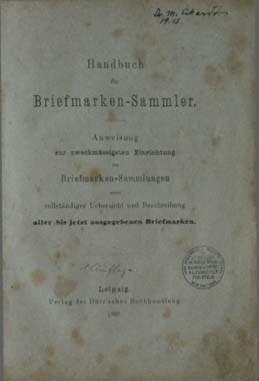 Handbuch
für
Briefmarken-Sammler.
Anweisung
zur zweckmässigsten Einrichtung
von
Briefmarken-Sammlungen
nebst
vollständiger Uebersicht und Beschreibung
aller bis jetzt ausgegebenen Briefmarken.
Leipzig.
Verlag der Dürr'schen Buchhandlung.